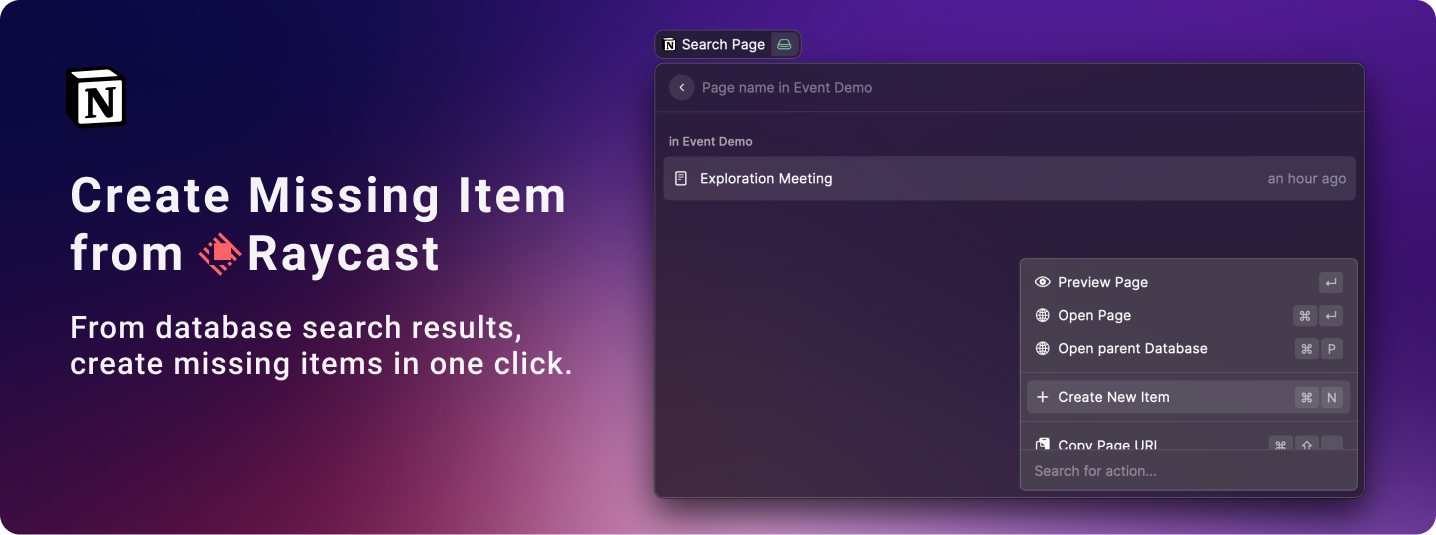 N
Create Missing Item
from Raycast
From database search results,
create missing items in one click.
N Search Page
Page name in Event Demo
in Event Demo
Exploration Meeting an hour ago
Preview Page ↵
Open Page ⌘ ↵
Open parent Database ⌘ P
+ Create New Item ⌘ N
Copy Page URL ⌘ ⇧
Search for action...